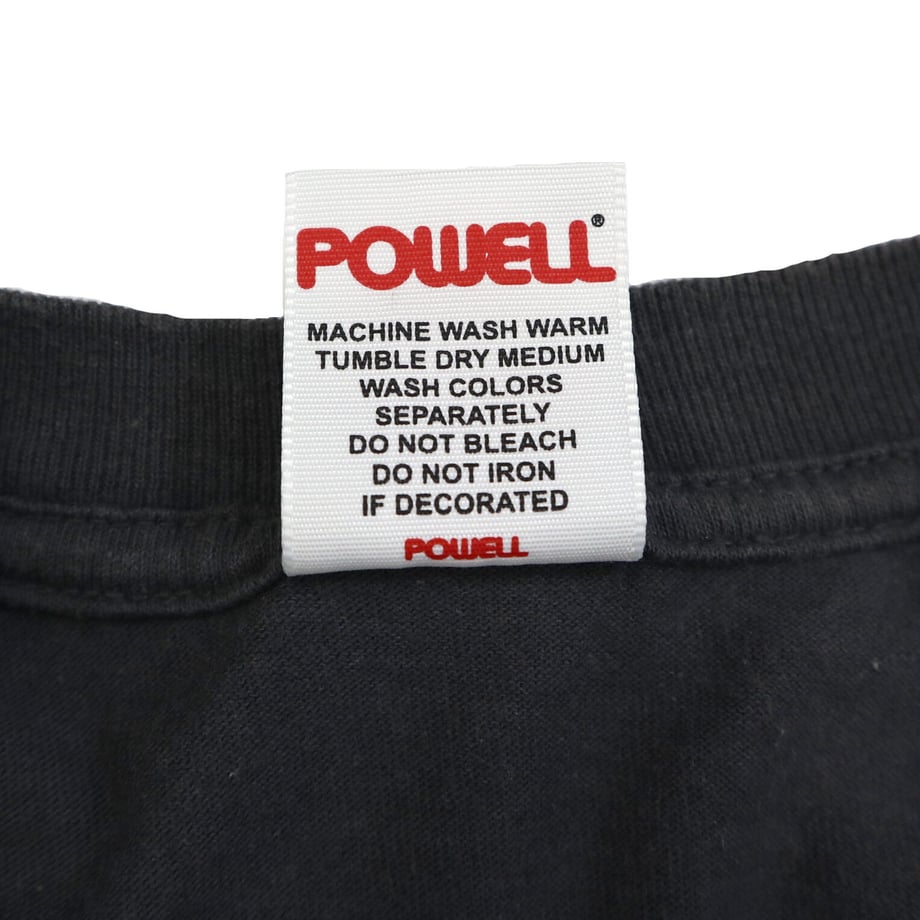 POWELL®
MACHINE WASH WARM
TUMBLE DRY MEDIUM
WASH COLORS
SEPARATELY
DO NOT BLEACH
DO NOT IRON
IF DECORATED
POWELL